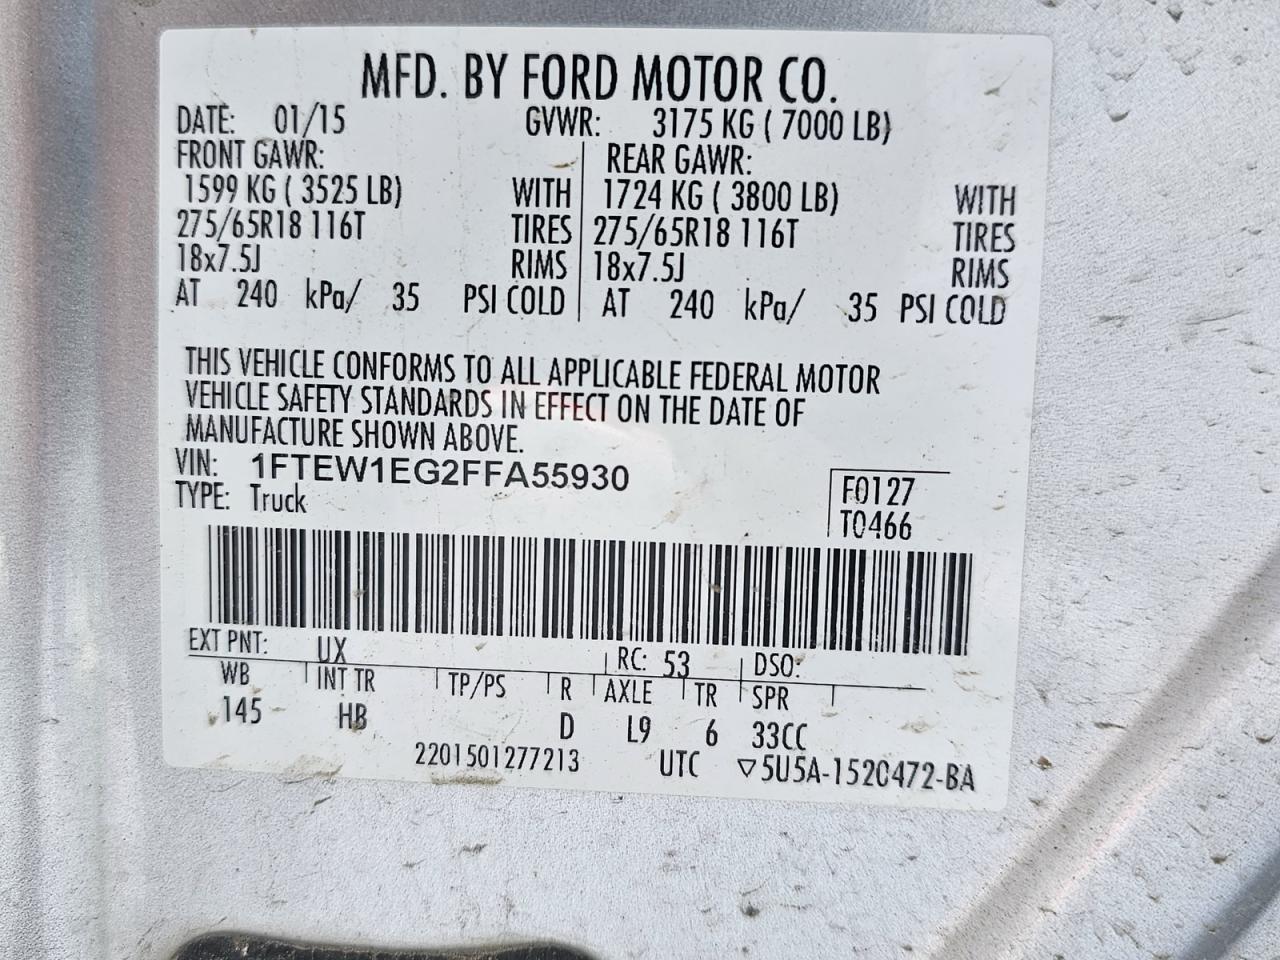 MFD. BY FORD MOTOR CO.
DATE: 01/15 GVWR: 3175 KG ( 7000 LB)
FRONT GAWR: REAR GAWR:
1599 KG ( 3525 LB) WITH 1724 KG ( 3800 LB) WITH
275/65R18 116T TIRES 275/65R18 116T TIRES
18x7.5J RIMS 18x7.5J RIMS
AT 240 kPa/ 35 PSI COLD AT 240 kPa/ 35 PSI COLD
THIS VEHICLE CONFORMS TO ALL APPLICABLE FEDERAL MOTOR
VEHICLE SAFETY STANDARDS IN EFFECT ON THE DATE OF
MANUFACTURE SHOWN ABOVE.
VIN: 1FTEW1EG2FFA55930
TYPE: Truck
F0127
T0466
EXT PNT: UX RC: 53 DSO:
WB INT TR TP/PS R AXLE TR SPR
145 HB D L9 6 33CC
2201501277213 UTC ▽5U5A-1520472-BA